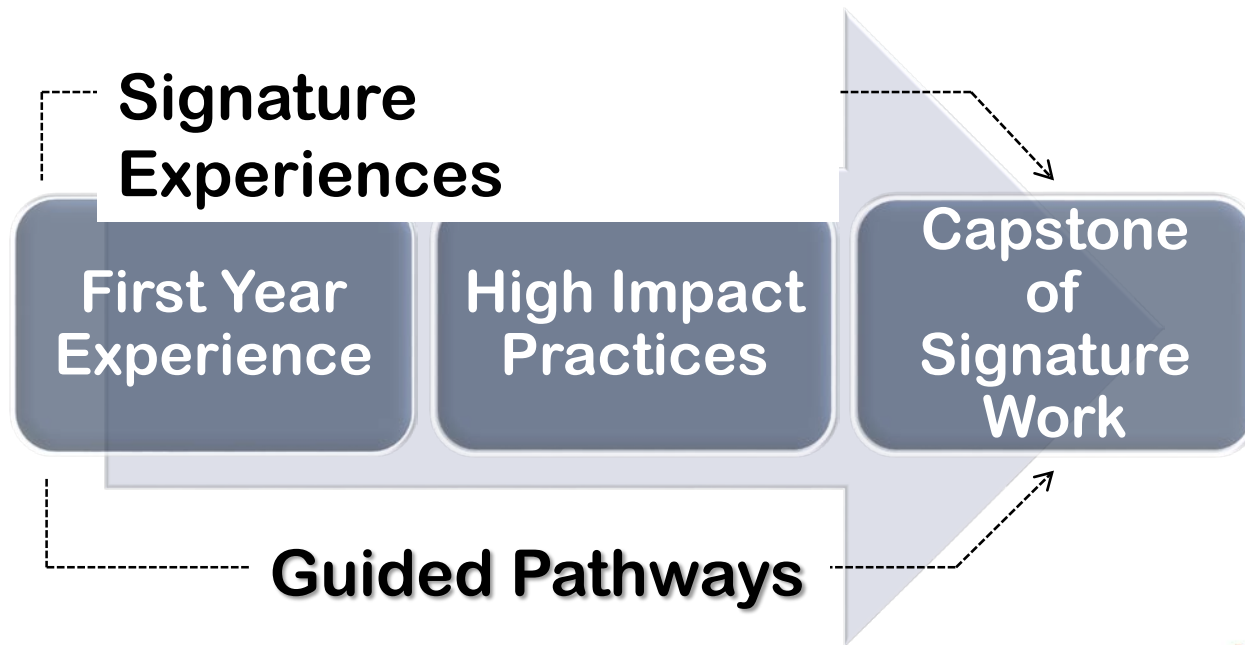 Signature
Experiences
First Year
Experience
High Impact
Practices
Capstone
of
Signature
Work
Guided Pathways